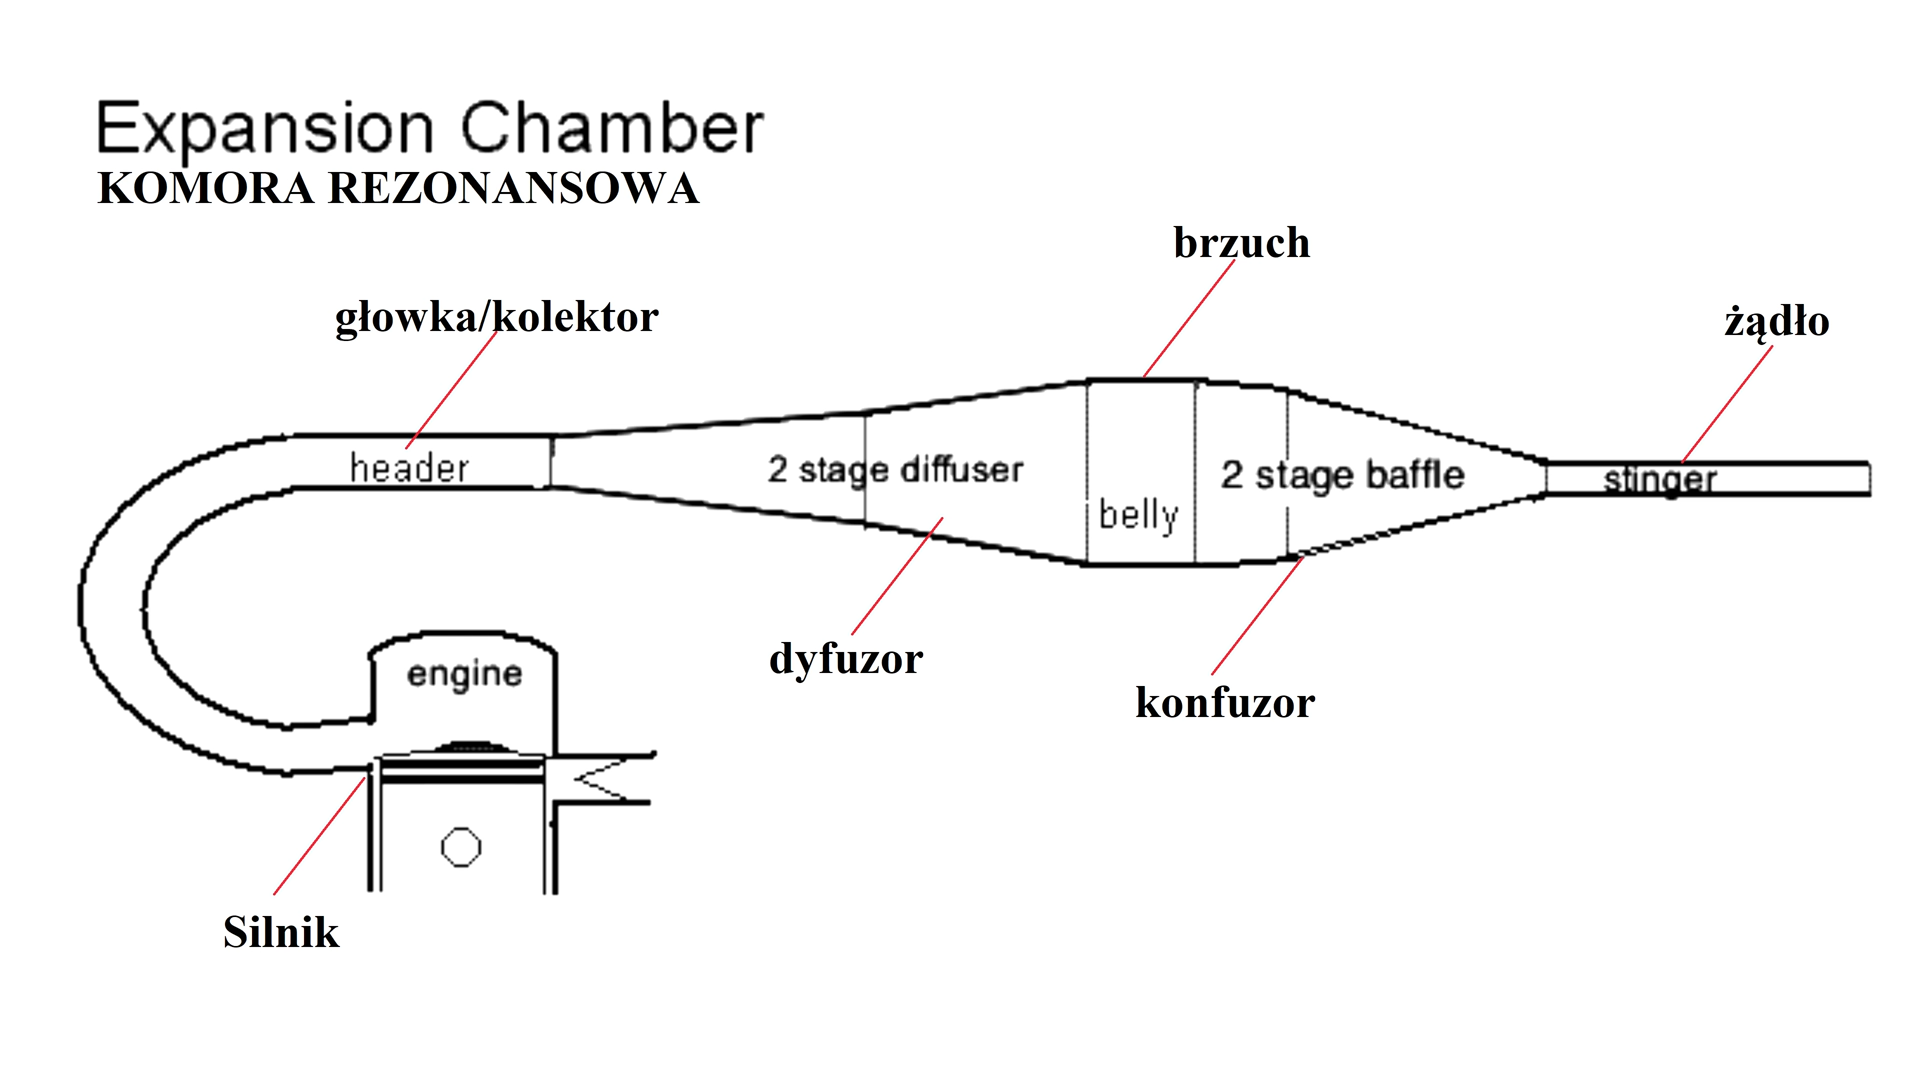 Expansion Chamber
KOMORA REZONANSOWA
brzuch
głowka/kolektor
żądło
header
2 stage diffuser
belly
2 stage baffle
stinger
engine
dyfuzor
konfuzor
Silnik